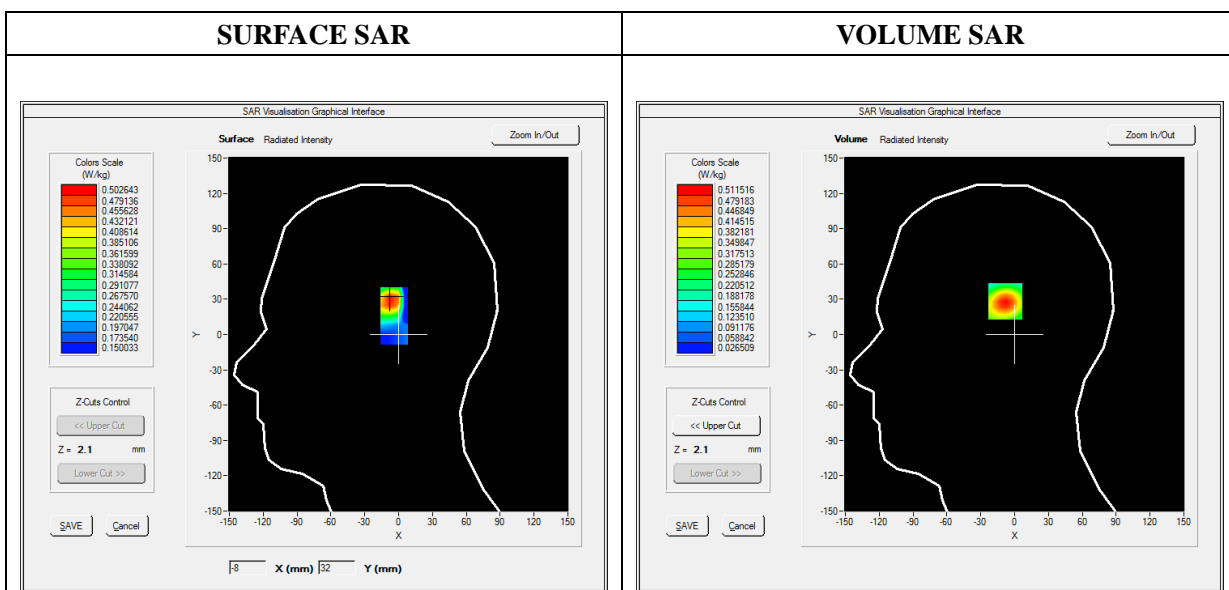 SURFACE SAR
VOLUME SAR
SAR Visualisation Graphical Interface
Surface Radiated Intensity
Zoom In/Out
Colors Scale
(W/kg)
0.502643
0.479136
0.455628
0.432121
0.408614
0.385106
0.361599
0.338092
0.314584
0.291077
0.267570
0.244062
0.220555
0.197047
0.173540
0.150033
Z-Cuts Control
<< Upper Cut
Z = 2.1 mm
Lower Cut >>
SAVE Cancel
150
120
90
60
30
0
-30
-60
-90
-120
-150
Y
-150 -120 -90 -60 -30 0 30 60 90 120 150
X
-8 X (mm) 32 Y (mm)
SAR Visualisation Graphical Interface
Volume Radiated Intensity
Zoom In/Out
Colors Scale
(W/kg)
0.511516
0.479183
0.446849
0.414515
0.382181
0.349847
0.317513
0.285179
0.252846
0.220512
0.188178
0.155844
0.123510
0.091176
0.058842
0.026509
Z-Cuts Control
<< Upper Cut
Z = 2.1 mm
Lower Cut >>
SAVE Cancel
150
120
90
60
30
0
-30
-60
-90
-120
-150
Y
-150 -120 -90 -60 -30 0 30 60 90 120 150
X